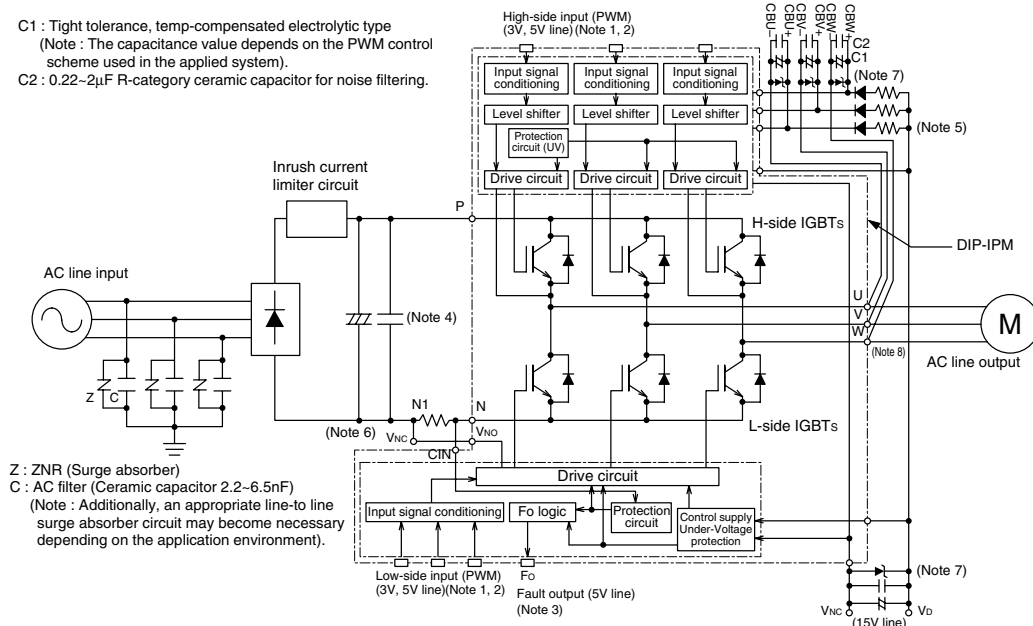 C1 : Tight tolerance, temp-compensated electrolytic type
(Note : The capacitance value depends on the PWM control
scheme used in the applied system).
C2 : 0.22~2μF R-category ceramic capacitor for noise filtering.
High-side input (PWM)
(3V, 5V line) (Note 1, 2)
CBU-
CBU+
CBV-
CBV+
CBW-
CBW+
C2
C1
(Note 7)
(Note 5)
Input signal
conditioning
Input signal
conditioning
Input signal
conditioning
Level shifter
Level shifter
Level shifter
Protection
circuit (UV)
Drive circuit
Drive circuit
Drive circuit
Inrush current
limiter circuit
P
H-side IGBTS
DIP-IPM
AC line input
(Note 4)
U
V
W
(Note 8)
M
AC line output
Z
C
N1
N
VNC
VNO
CIN
(Note 6)
L-side IGBTS
Z : ZNR (Surge absorber)
C : AC filter (Ceramic capacitor 2.2~6.5nF)
(Note : Additionally, an appropriate line-to line
surge absorber circuit may become necessary
depending on the application environment).
Drive circuit
Input signal conditioning
Fo logic
Protection
circuit
Control supply
Under-Voltage
protection
Low-side input (PWM)
(3V, 5V line) (Note 1, 2)
FO
Fault output (5V line)
(Note 3)
(Note 7)
VNC
VD
(15V line)